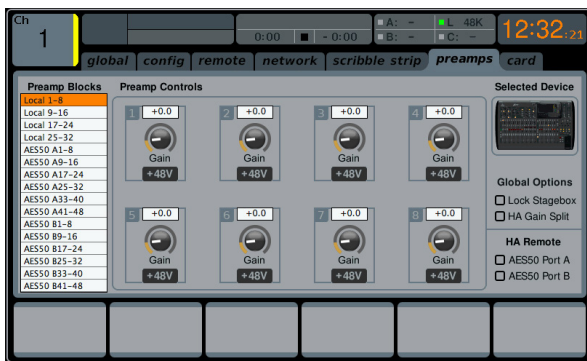 Ch
1
0:00 - 0:00
A: - L 48K
B: - C: -
12:32:21
global config remote network scribble strip preamps card
Preamp Blocks
Local 1-8
Local 9-16
Local 17-24
Local 25-32
AES50 A1-8
AES50 A9-16
AES50 A17-24
AES50 A25-32
AES50 A33-40
AES50 A41-48
AES50 B1-8
AES50 B9-16
AES50 B17-24
AES50 B25-32
AES50 B33-40
AES50 B41-48
Preamp Controls
1 +0.0 2 +0.0 3 +0.0 4 +0.0
Gain Gain Gain Gain
+48V +48V +48V +48V
5 +0.0 6 +0.0 7 +0.0 8 +0.0
Gain Gain Gain Gain
+48V +48V +48V +48V
Selected Device
Global Options
Lock Stagebox
HA Gain Split
HA Remote
AES50 Port A
AES50 Port B